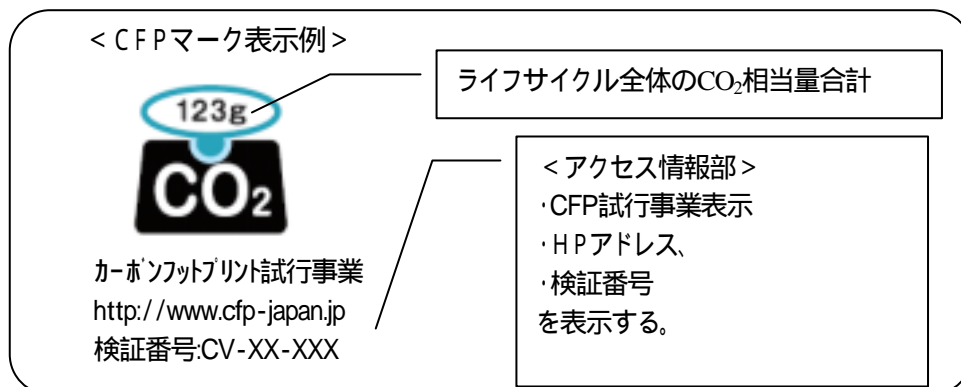 <ＣＦＰマーク表示例>
ライフサイクル全体のCO₂相当量合計
123g
CO₂
<アクセス情報部>
・CFP試行事業表示
・ＨＰアドレス、
・検証番号
を表示する。
ｶｰﾎﾞﾝﾌｯﾄﾌﾟﾘﾝﾄ試行事業
http://www.cfp-japan.jp
検証番号:CV-XX-XXX